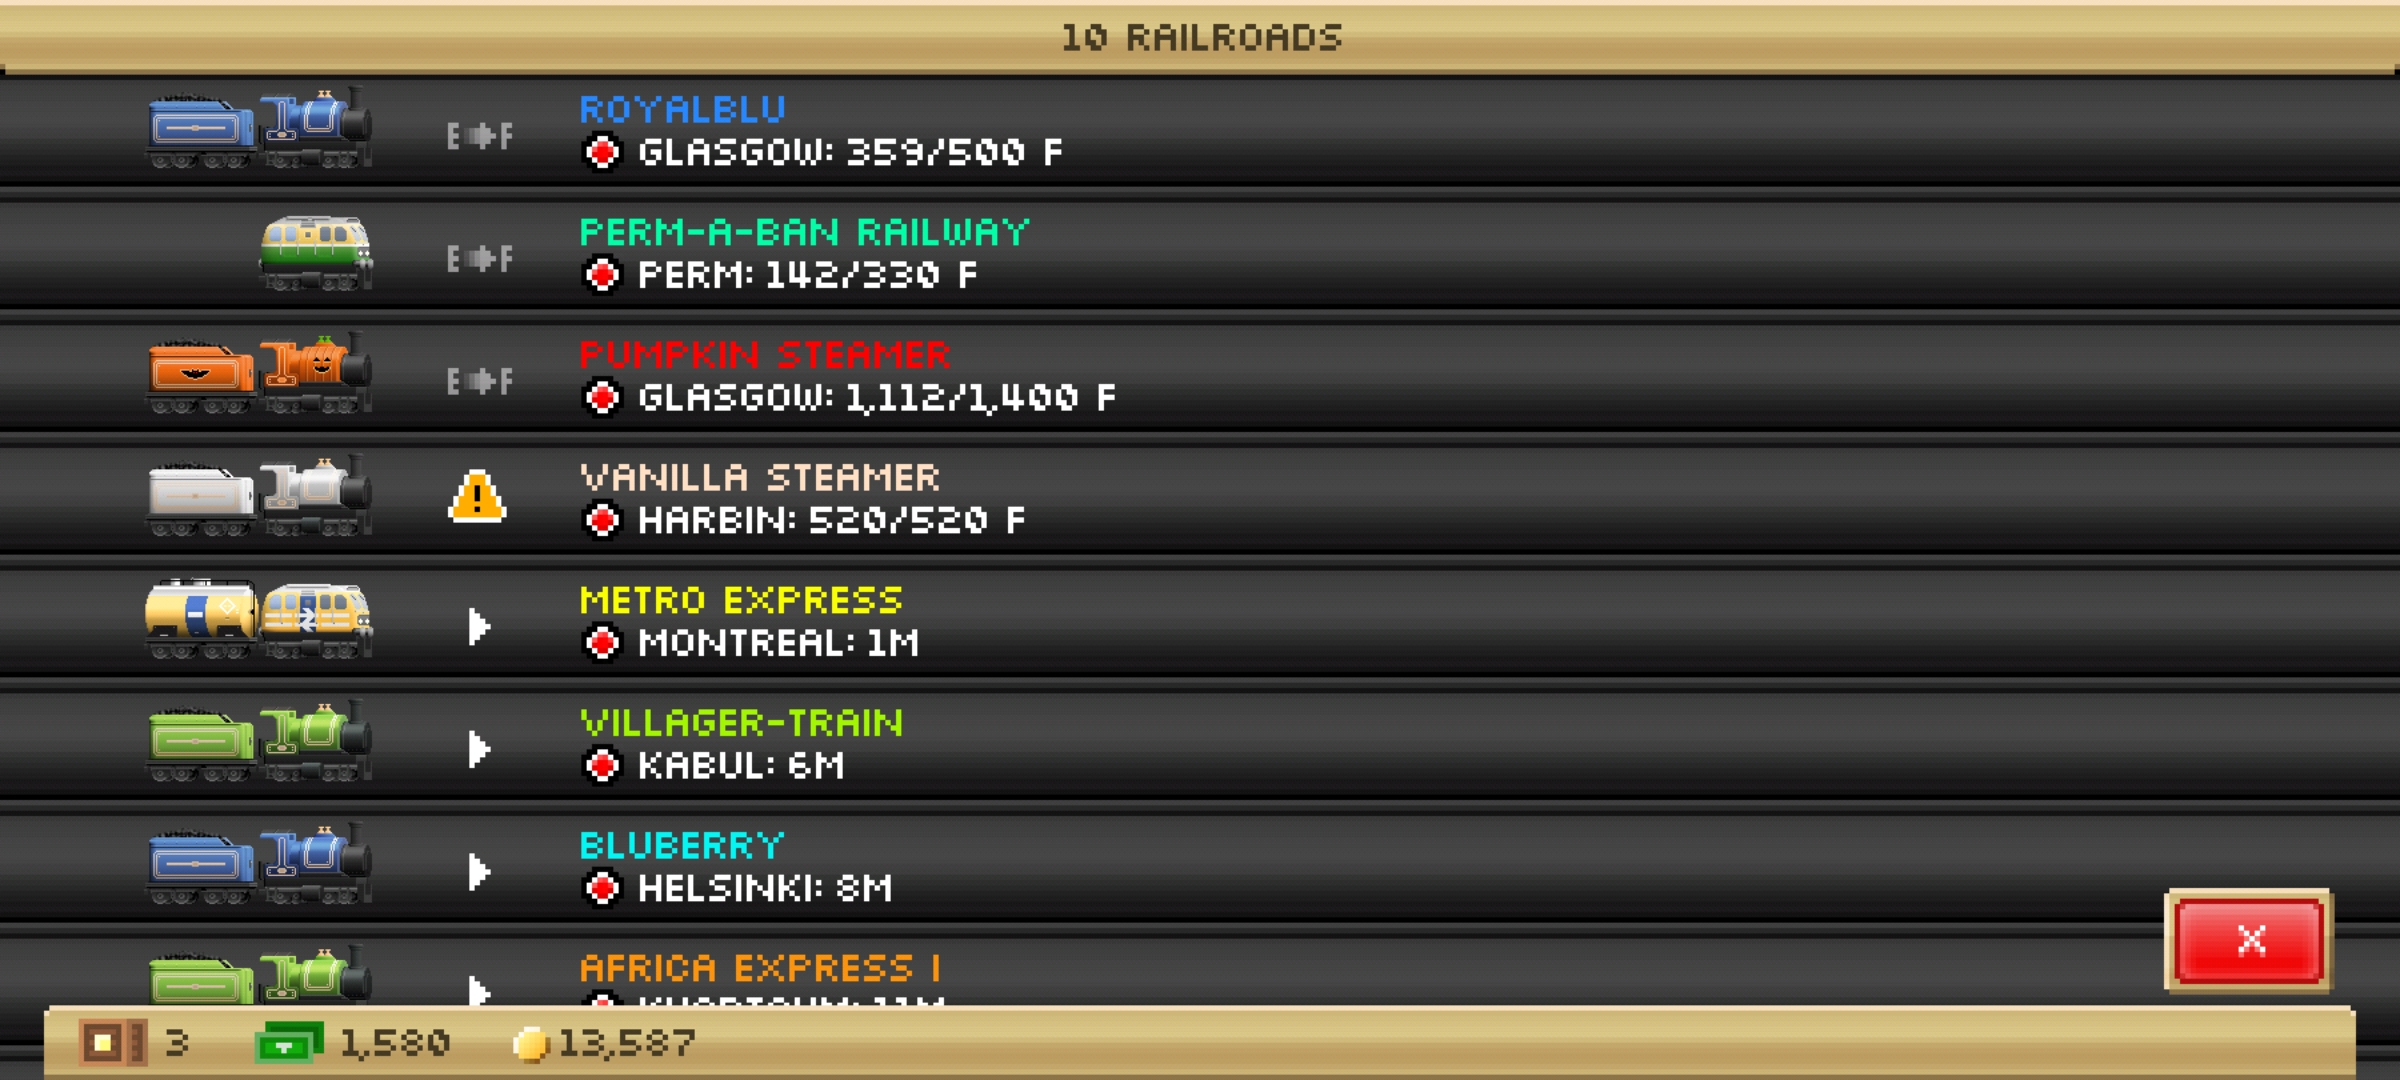 10 RAILROADS
ROYALBLU
E F GLASGOW: 359/500 F
PERM-A-BAN RAILWAY
E F PERM: 142/330 F
PUMPKIN STEAMER
E F GLASGOW: 1,112/1,400 F
VANILLA STEAMER
! HARBIN: 520/520 F
METRO EXPRESS
MONTREAL: 1M
VILLAGER-TRAIN
KABUL: 6M
BLUBERRY
HELSINKI: 8M
AFRICA EXPRESS I
KHARTOUM: 11M
X
3 1,580 13,587